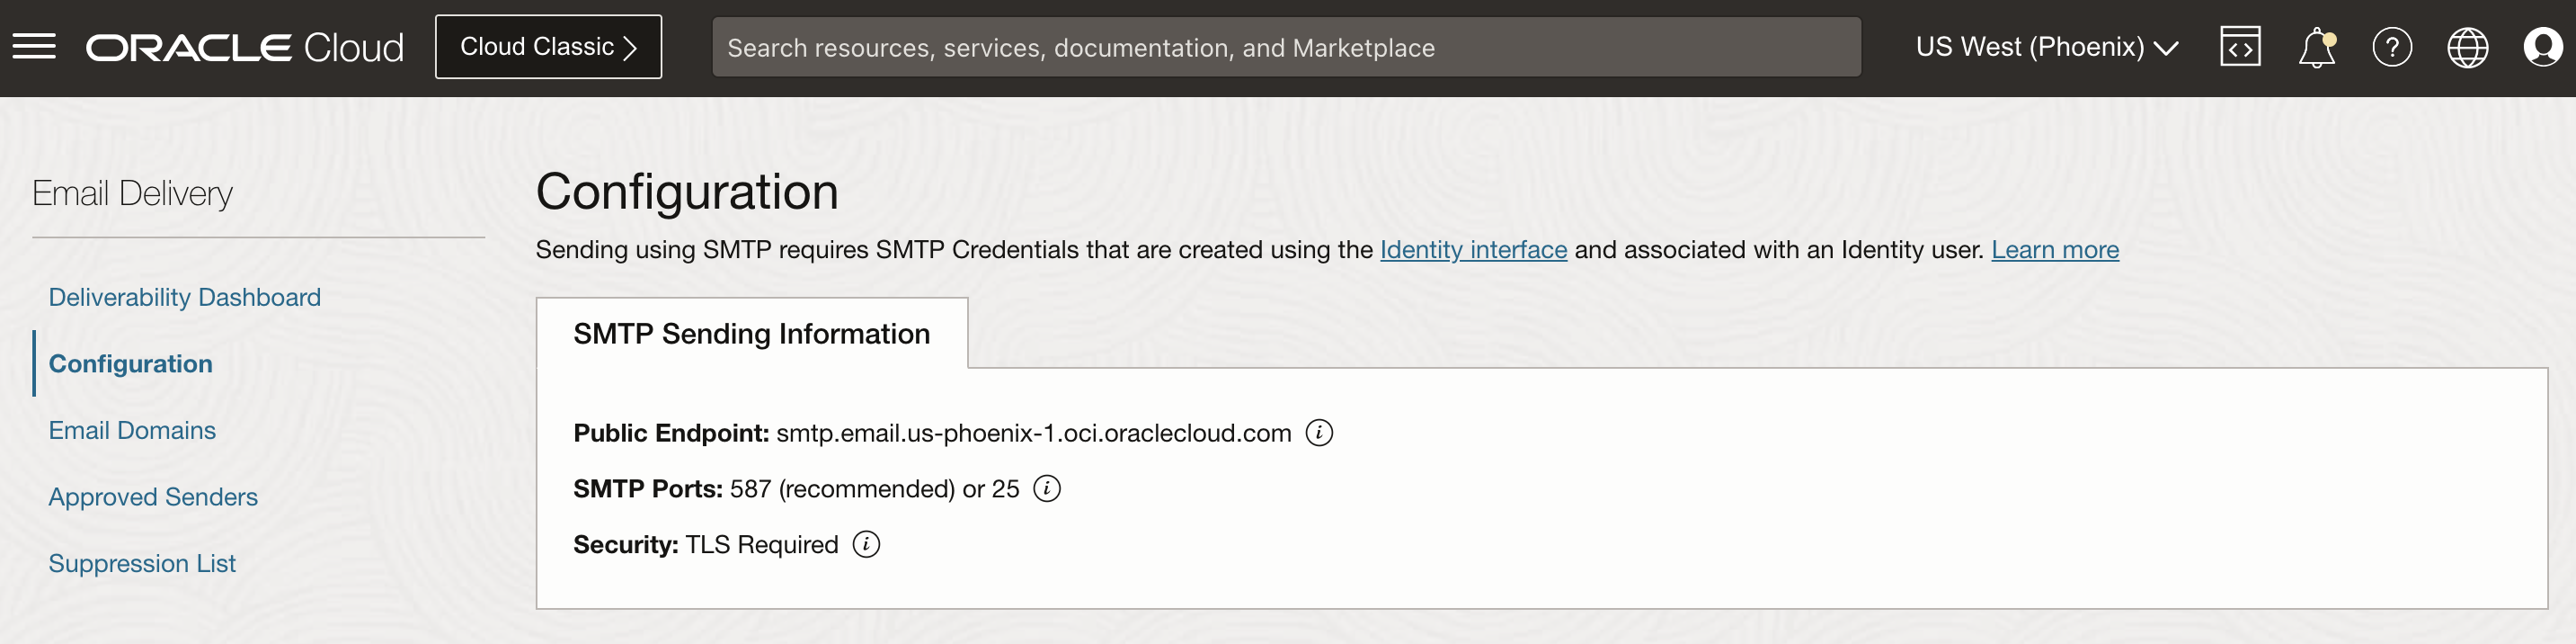 ORACLE Cloud
Cloud Classic
Search resources, services, documentation, and Marketplace
US West (Phoenix)
Email Delivery
Deliverability Dashboard
Configuration
Email Domains
Approved Senders
Suppression List
Configuration
Sending using SMTP requires SMTP Credentials that are created using the Identity interface and associated with an Identity user. Learn more
SMTP Sending Information
Public Endpoint: smtp.email.us-phoenix-1.oci.oraclecloud.com
SMTP Ports: 587 (recommended) or 25
Security: TLS Required